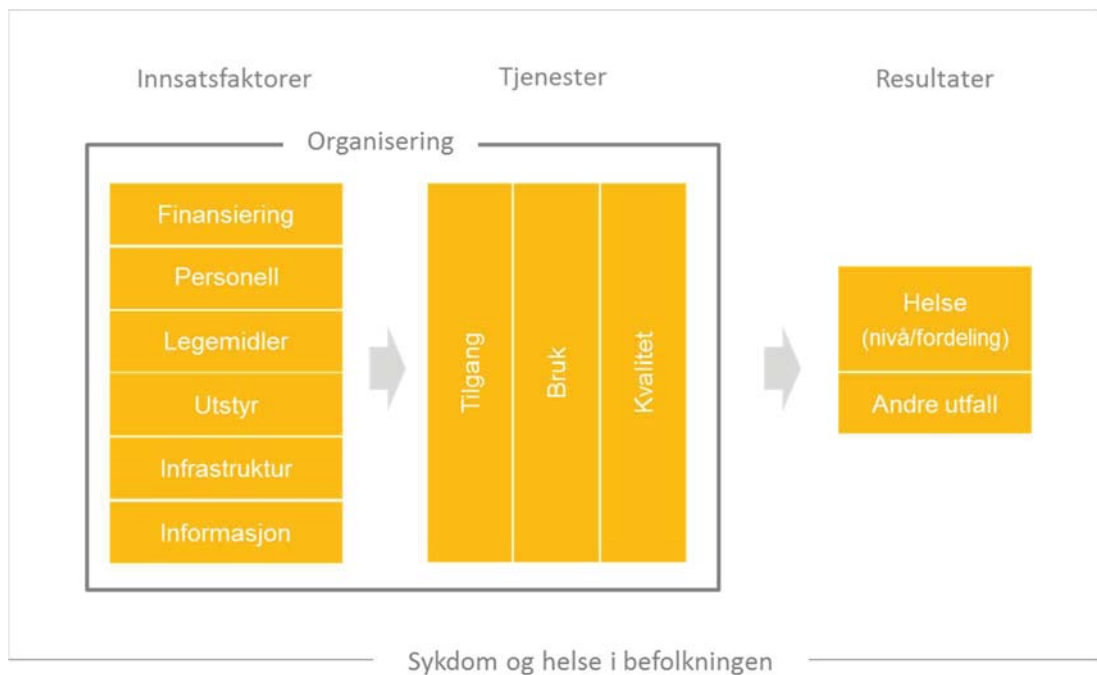 Innsatsfaktorer
Tjenester
Resultater
Organisering
Finansiering
Personell
Legemidler
Utstyr
Infrastruktur
Informasjon
Tilgang
Bruk
Kvalitet
Helse
(nivå/fordeling)
Andre utfall
Sykdom og helse i befolkningen